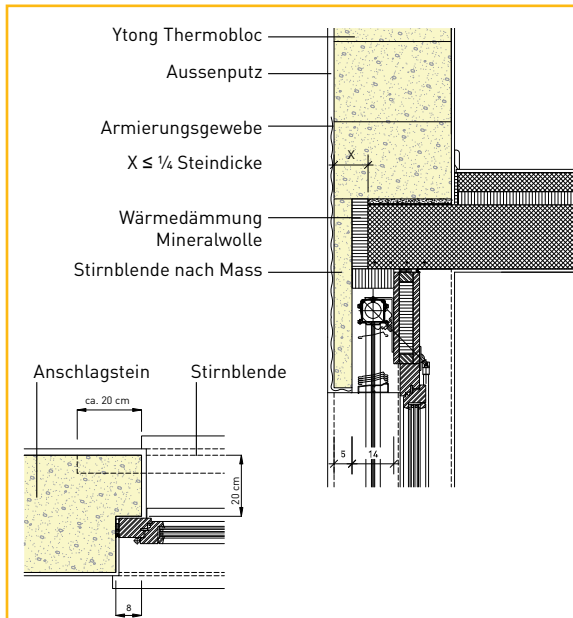 Ytong Thermobloc
Aussenputz
Armierungsgewebe
X
X ≤ ¼ Steindicke
Wärmedämmung
Mineralwolle
Stirnblende nach Mass
Anschlagstein
Stirnblende
ca. 20 cm
5
14
20 cm
8